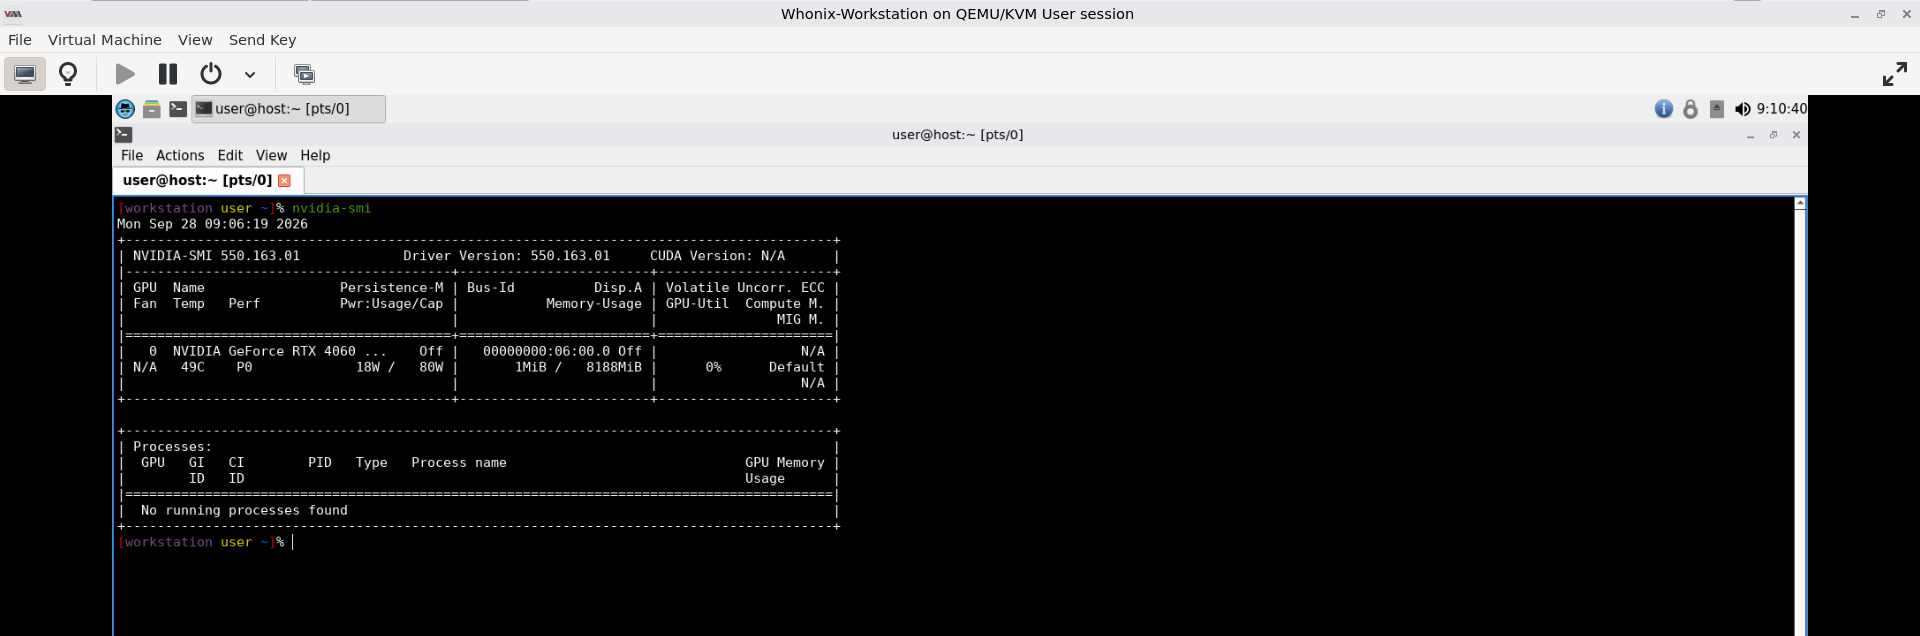 Whonix-Workstation on QEMU/KVM User session
File Virtual Machine View Send Key
user@host:~ [pts/0] 9:10:40
user@host:~ [pts/0]
File Actions Edit View Help
user@host:~ [pts/0]
[workstation user ~]% nvidia-smi
Mon Sep 28 09:06:19 2026
+-----------------------------------------------------------------------------------------+
| NVIDIA-SMI 550.163.01             Driver Version: 550.163.01     CUDA Version: N/A      |
|-----------------------------------------+------------------------+----------------------+
| GPU  Name                 Persistence-M | Bus-Id          Disp.A | Volatile Uncorr. ECC |
| Fan  Temp   Perf          Pwr:Usage/Cap |           Memory-Usage | GPU-Util  Compute M. |
|                                         |                        |               MIG M. |
|=========================================+========================+======================|
|   0  NVIDIA GeForce RTX 4060 ...    Off |   00000000:06:00.0 Off |                  N/A |
| N/A   49C    P0             18W /   80W |       1MiB /   8188MiB |      0%      Default |
|                                         |                        |                  N/A |
+-----------------------------------------+------------------------+----------------------+
+-----------------------------------------------------------------------------------------+
| Processes:                                                                              |
|  GPU   GI   CI        PID   Type   Process name                              GPU Memory |
|        ID   ID                                                               Usage      |
|=========================================================================================|
|  No running processes found                                                             |
+-----------------------------------------------------------------------------------------+
[workstation user ~]%